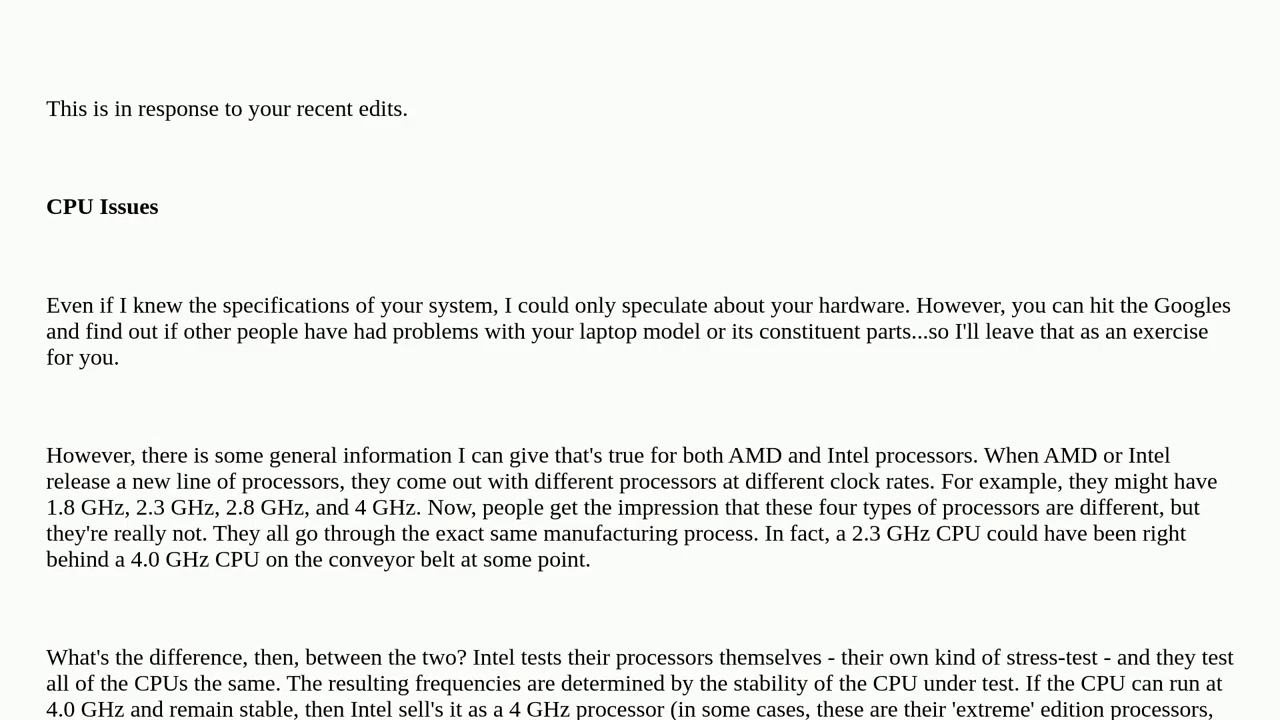 This is in response to your recent edits.
CPU Issues
Even if I knew the specifications of your system, I could only speculate about your hardware. However, you can hit the Googles
and find out if other people have had problems with your laptop model or its constituent parts...so I'll leave that as an exercise
for you.
However, there is some general information I can give that's true for both AMD and Intel processors. When AMD or Intel
release a new line of processors, they come out with different processors at different clock rates. For example, they might have
1.8 GHz, 2.3 GHz, 2.8 GHz, and 4 GHz. Now, people get the impression that these four types of processors are different, but
they're really not. They all go through the exact same manufacturing process. In fact, a 2.3 GHz CPU could have been right
behind a 4.0 GHz CPU on the conveyor belt at some point.
What's the difference, then, between the two? Intel tests their processors themselves - their own kind of stress-test - and they test
all of the CPUs the same. The resulting frequencies are determined by the stability of the CPU under test. If the CPU can run at
4.0 GHz and remain stable, then Intel sell's it as a 4 GHz processor (in some cases, these are their 'extreme' edition processors,